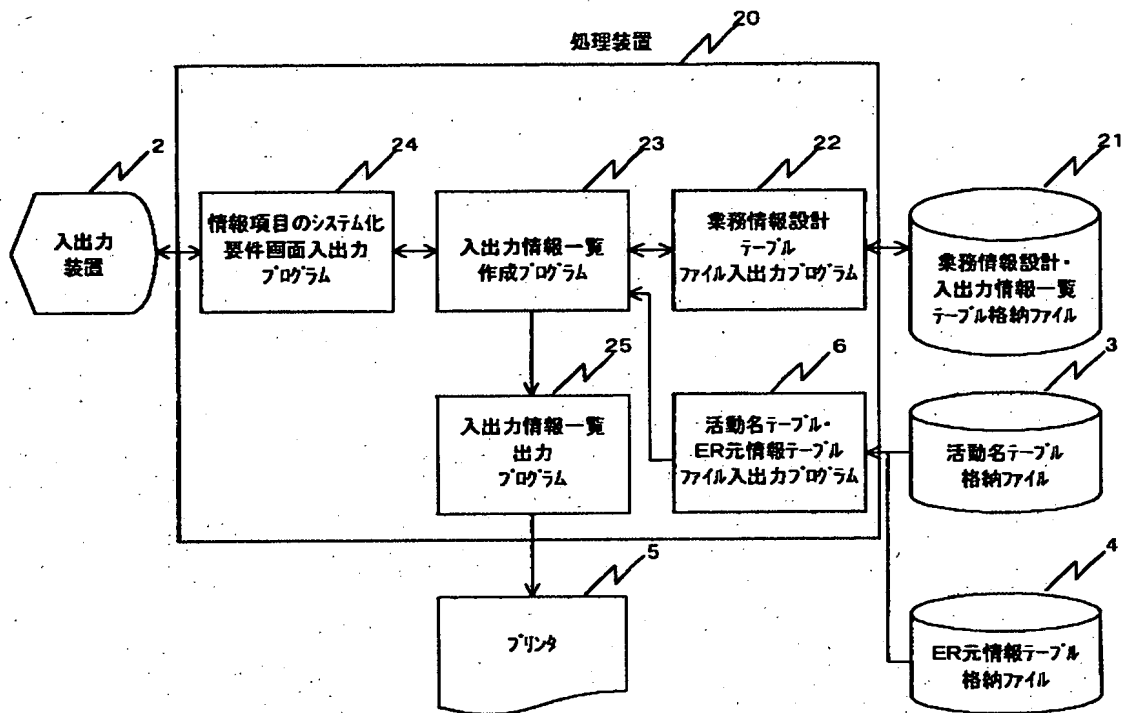 20
処理装置
2
24
23
22
21
入出力
装置
情報項目のシステム化
要件画面入出力
プログラム
入出力情報一覧
作成プログラム
業務情報設計
テーブル
ファイル入出力プログラム
業務情報設計・
入出力情報一覧
テーブル格納ファイル
25
6
3
入出力情報一覧
出力
プログラム
活動名テーブル・
ER元情報テーブル
ファイル入出力プログラム
活動名テーブル
格納ファイル
5
4
プリンタ
ER元情報テーブル
格納ファイル